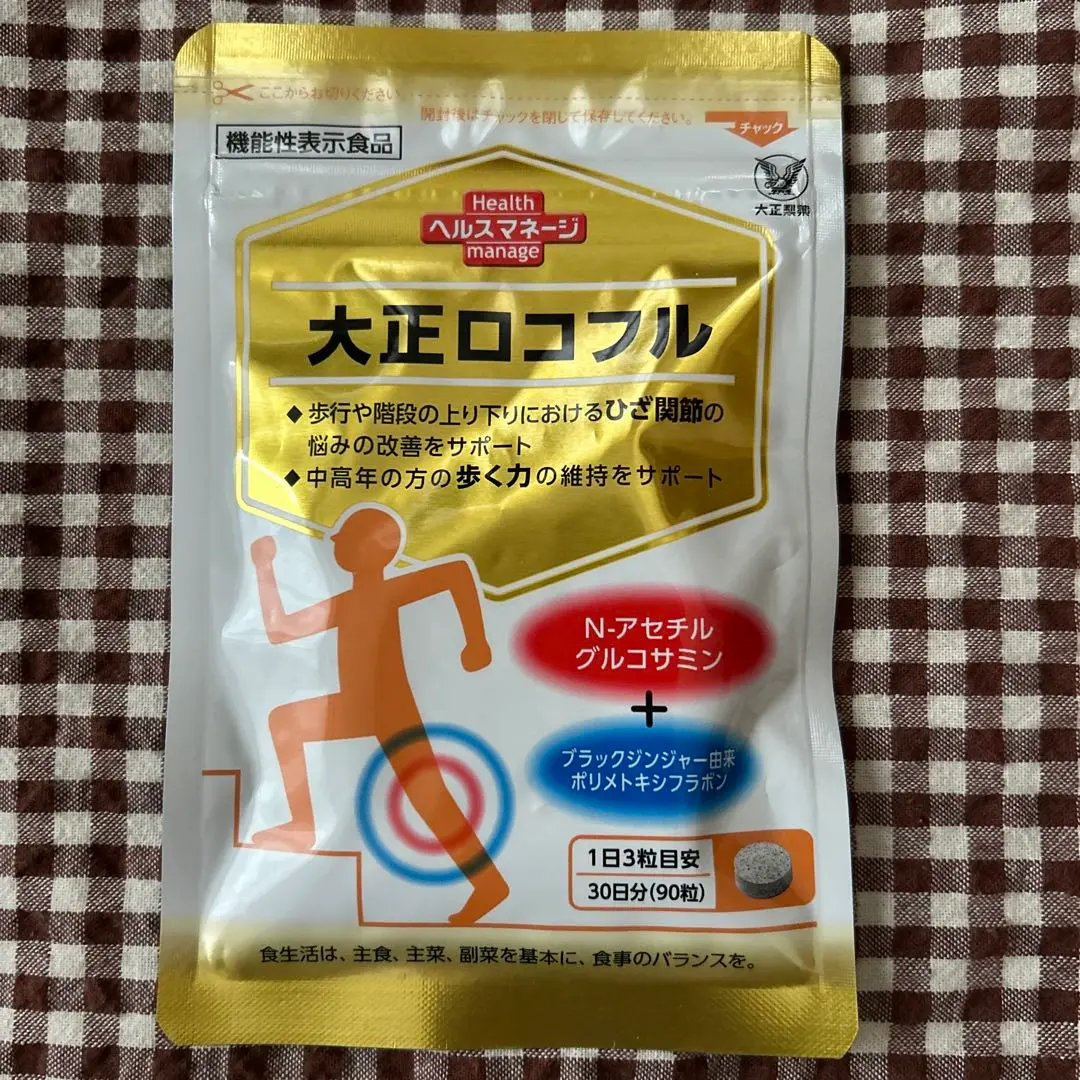 ここからお切りください
開封後はチャックを閉じて保存してください。
チャック
機能性表示食品
大正製薬
Health
ヘルスマネージ
manage
大正ロコフル
◆歩行や階段の上り下りにおけるひざ関節の
悩みの改善をサポート
◆中高年の方の歩く力の維持をサポート
N-アセチル
グルコサミン
+
ブラックジンジャー由来
ポリメトキシフラボン
1日3粒目安
30日分(90粒)
食生活は、主食、主菜、副菜を基本に、食事のバランスを。